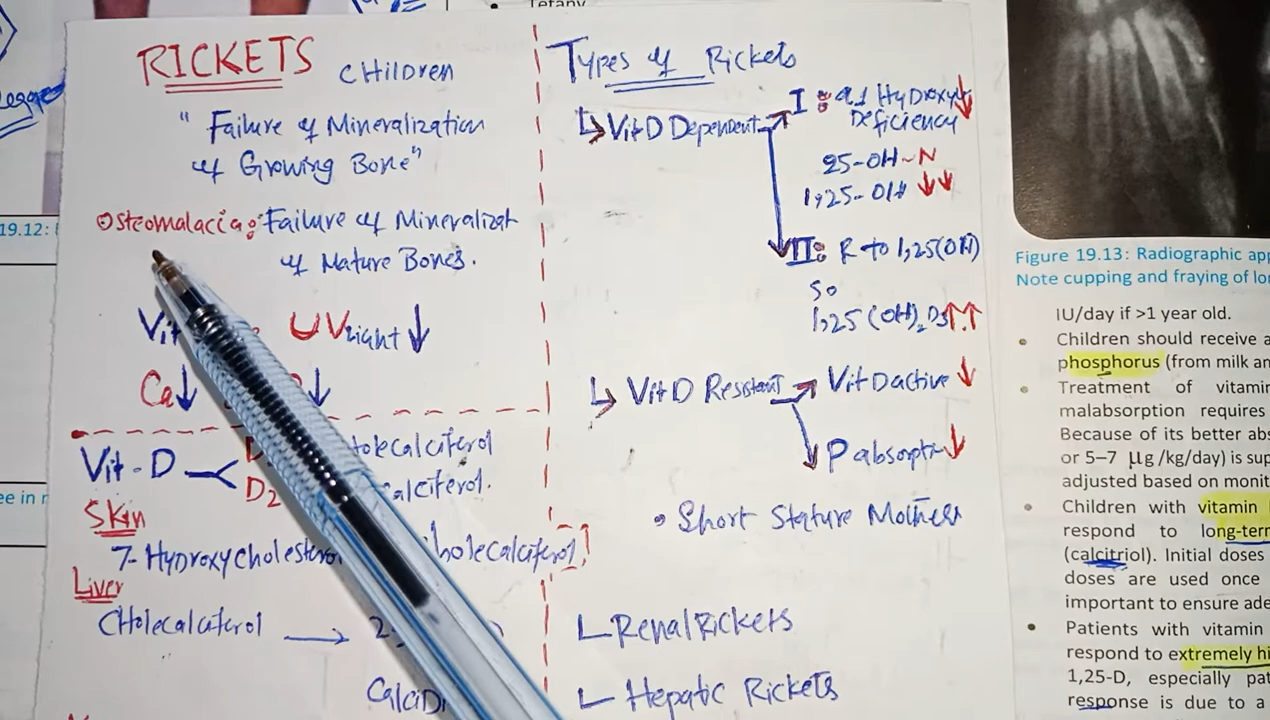 Tetany
RICKETS CHILDREN
" Failure of Mineralization
of Growing Bone"
Osteomalacia: Failure of Mineralizat
of Mature Bones.
Vit
UV light ↓
Ca↓ ↓
Vit-D
D2
Skin
Liver
Cholecalciferol →
Types of Rickets
↳ Vit D Dependent
I : α1 Hydroxyl ↓
Deficiency
25-OH-N
1,25-OH ↓↓
II: R to 1,25(OH)
so
1,25 (OH)2 D3 ↑↑
↳ Vit D Resistant → Vit D active ↓
P absorptn ↓
• Short Stature Mothers
Renal Rickets
Hepatic Rickets
19.12:
Figure 19.13: Radiographic app
Note cupping and fraying of lo
IU/day if >1 year old.
• Children should receive a
phosphorus (from milk an
• Treatment of vitamin
malabsorption requires
Because of its better abs
or 5–7 μg /kg/day) is sup
adjusted based on monit
• Children with vitamin
respond to long-term
(calcitriol). Initial doses
doses are used once
important to ensure ade
• Patients with vitamin
respond to extremely hi
1,25-D, especially pat
response is due to a